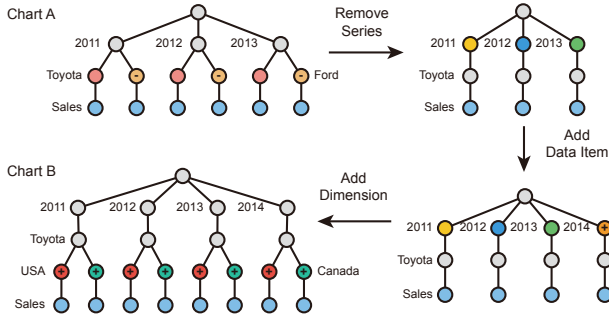 Chart A
Remove
Series
2011 2012 2013
2011 2012 2013
Toyota - - - Ford
Toyota
Sales
Sales
Add
Data Item
Chart B
Add
Dimension
2011 2012 2013 2014
2011 2012 2013 2014 +
Toyota
Toyota
USA + + + + + + + + Canada
Sales
Sales